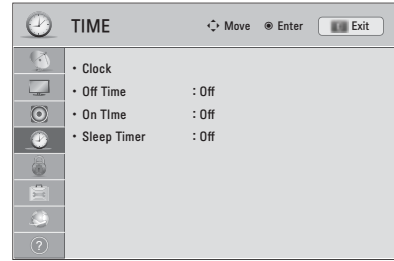 TIME Move Enter Exit
• Clock
• Off Time : Off
• On TIme : Off
• Sleep Timer : Off
?